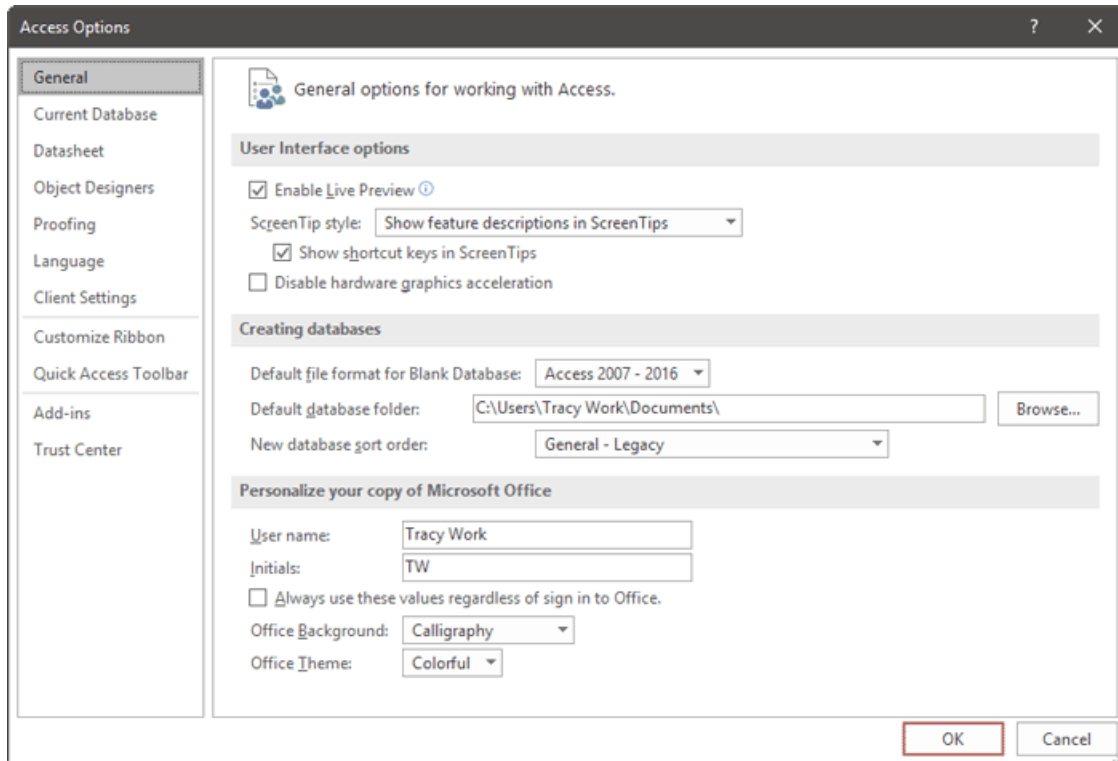 Access Options
?
General
Current Database
Datasheet
Object Designers
Proofing
Language
Client Settings
Customize Ribbon
Quick Access Toolbar
Add-ins
Trust Center
General options for working with Access.
User Interface options
Enable Live Preview
ScreenTip style: Show feature descriptions in ScreenTips
Show shortcut keys in ScreenTips
Disable hardware graphics acceleration
Creating databases
Default file format for Blank Database: Access 2007 - 2016
Default database folder: C:\Users\Tracy Work\Documents\ Browse...
New database sort order: General - Legacy
Personalize your copy of Microsoft Office
User name: Tracy Work
Initials: TW
Always use these values regardless of sign in to Office.
Office Background: Calligraphy
Office Theme: Colorful
OK Cancel